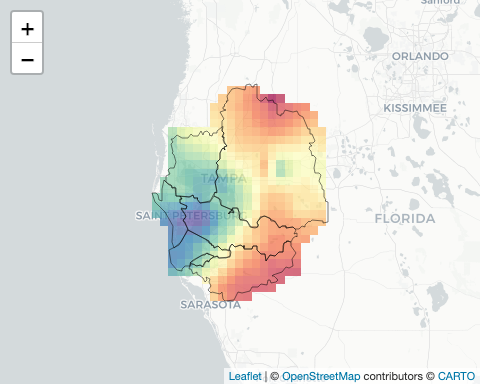 +
Sanford
ORLANDO
−
KISSIMMEE
TAMPA
SAINT PETERSBURG
FLORIDA
SARASOTA
Leaflet | © OpenStreetMap contributors © CARTO